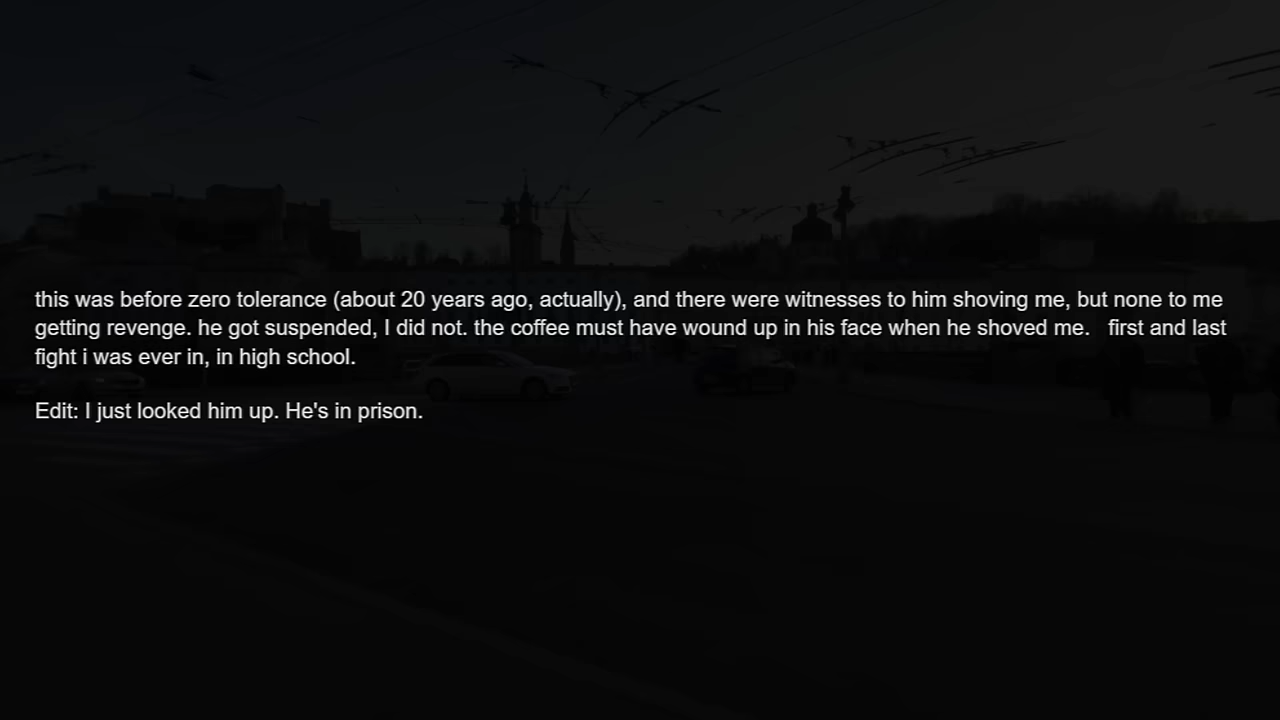 this was before zero tolerance (about 20 years ago, actually), and there were witnesses to him shoving me, but none to me
getting revenge. he got suspended, I did not. the coffee must have wound up in his face when he shoved me.   first and last
fight i was ever in, in high school.
Edit: I just looked him up. He's in prison.